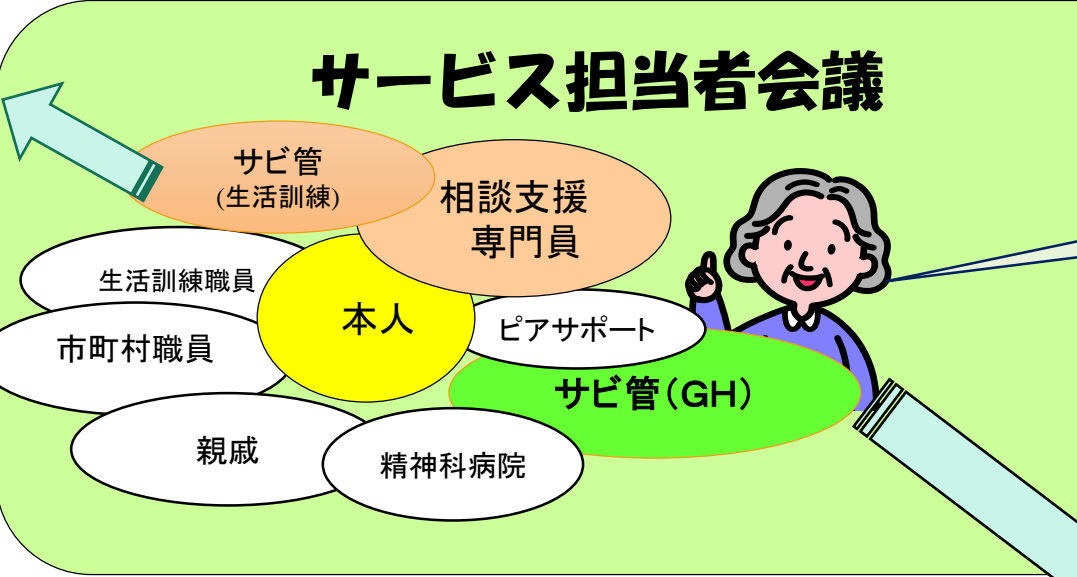 サービス担当者会議
サビ管
(生活訓練)
相談支援
専門員
生活訓練職員
本人
ピアサポート
市町村職員
サビ管(GH)
親戚
精神科病院